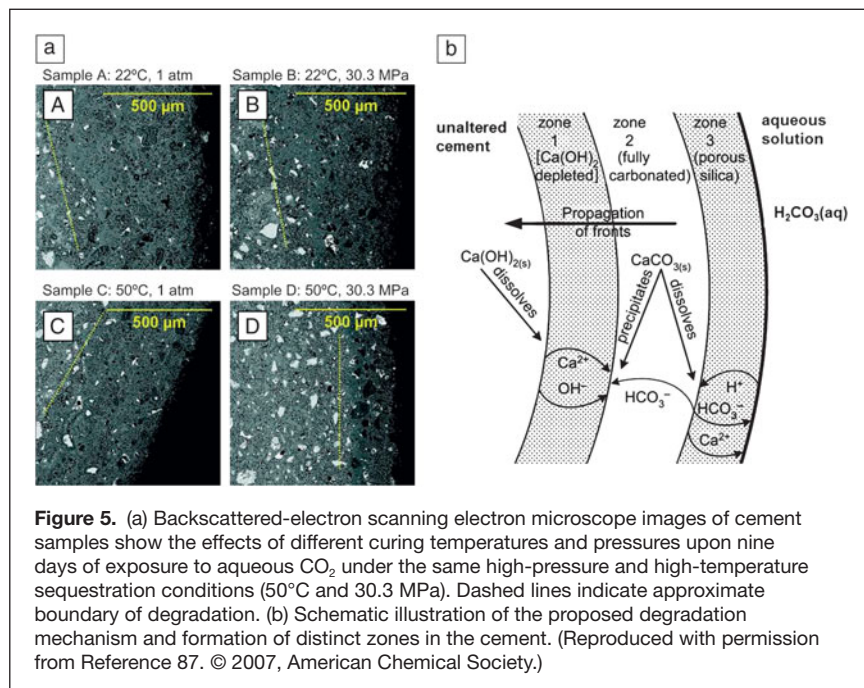 a
Sample A: 22ºC, 1 atm
500 µm
A
Sample B: 22ºC, 30.3 MPa
500 µm
B
Sample C: 50ºC, 1 atm
500 µm
C
Sample D: 50ºC, 30.3 MPa
500 µm
D
b
unaltered
cement
zone
1
[Ca(OH)₂
depleted]
zone
2
(fully
carbonated)
zone
3
(porous
silica)
aqueous
solution
H₂CO₃(aq)
Propagation
of fronts
Ca(OH)₂₍ₛ₎
dissolves
CaCO₃₍ₛ₎
precipitates
dissolves
Ca²⁺
OH⁻
HCO₃⁻
H⁺
HCO₃⁻
Ca²⁺
Figure 5. (a) Backscattered-electron scanning electron microscope images of cement
samples show the effects of different curing temperatures and pressures upon nine
days of exposure to aqueous CO₂ under the same high-pressure and high-temperature
sequestration conditions (50°C and 30.3 MPa). Dashed lines indicate approximate
boundary of degradation. (b) Schematic illustration of the proposed degradation
mechanism and formation of distinct zones in the cement. (Reproduced with permission
from Reference 87. © 2007, American Chemical Society.)